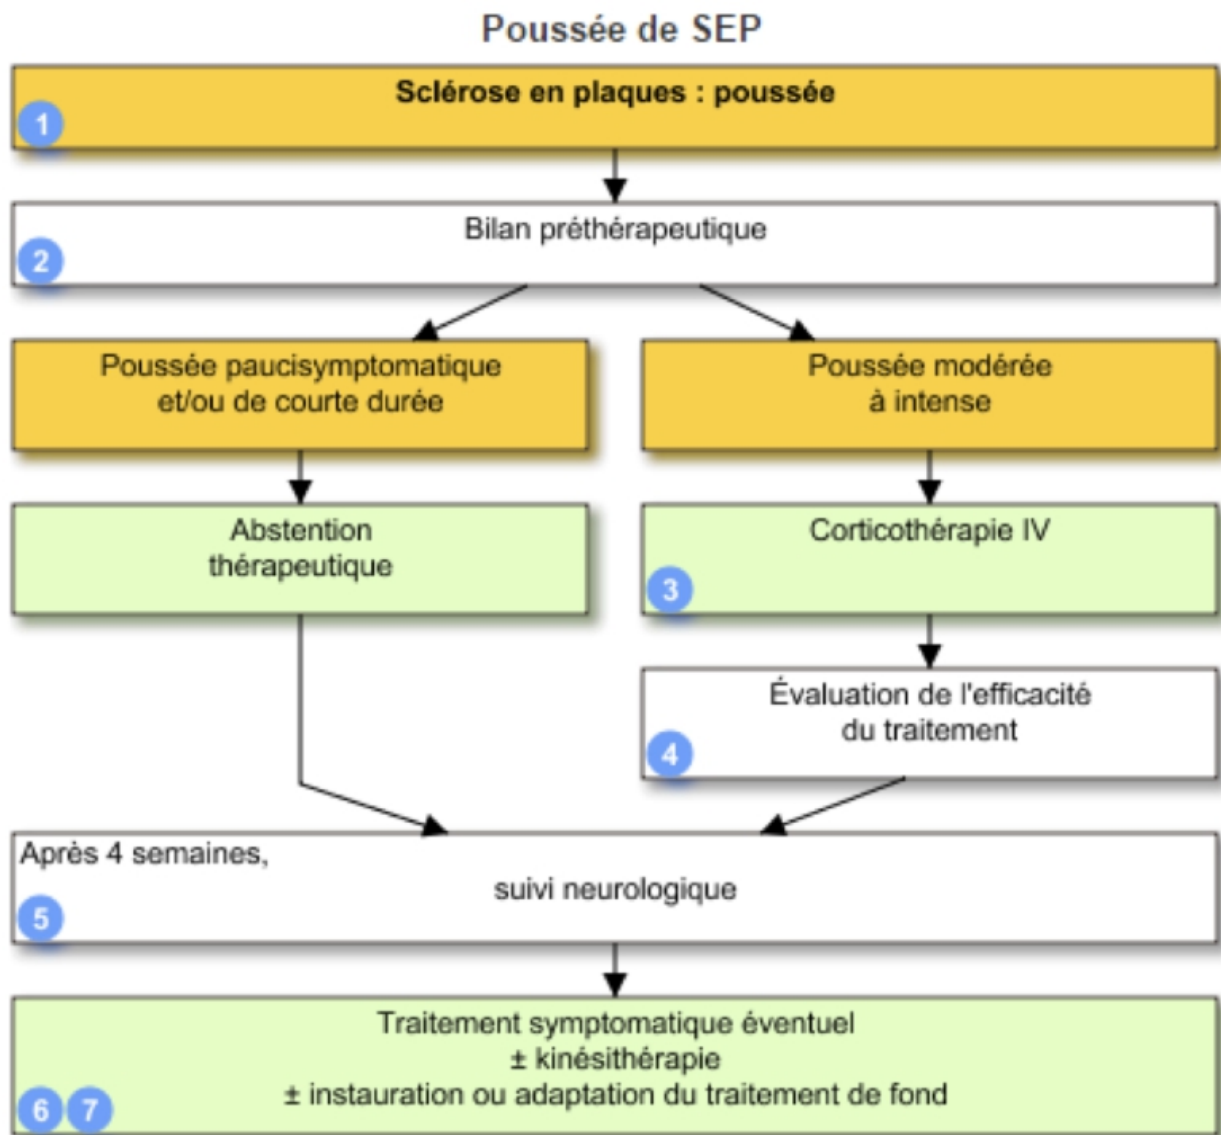 Poussée de SEP
Sclérose en plaques : poussée
1
Bilan préthérapeutique
2
Poussée paucisymptomatique
et/ou de courte durée
Poussée modérée
à intense
Abstention
thérapeutique
Corticothérapie IV
3
Évaluation de l'efficacité
du traitement
4
Après 4 semaines,
suivi neurologique
5
Traitement symptomatique éventuel
± kinésithérapie
± instauration ou adaptation du traitement de fond
6 7